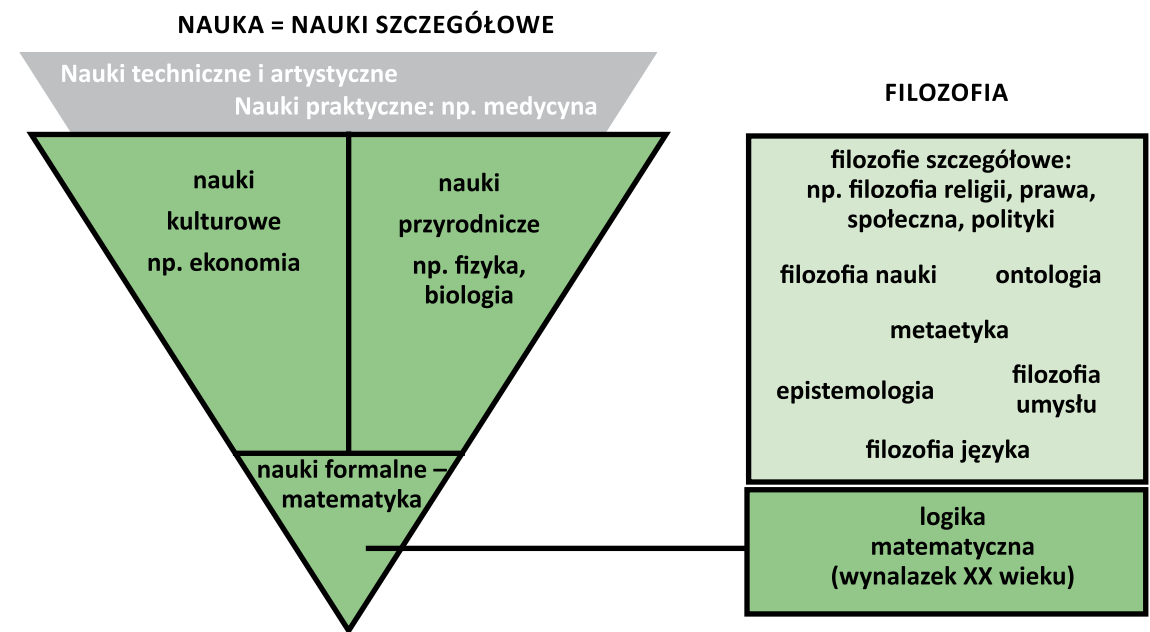 NAUKA = NAUKI SZCZEGÓŁOWE
Nauki techniczne i artystyczne
Nauki praktyczne: np. medycyna
nauki
kulturowe
np. ekonomia
nauki
przyrodnicze
np. fizyka,
biologia
nauki formalne –
matematyka
FILOZOFIA
filozofie szczegółowe:
np. filozofia religii, prawa,
społeczna, polityki
filozofia nauki
ontologia
metaetyka
epistemologia
filozofia
umysłu
filozofia języka
logika
matematyczna
(wynalazek XX wieku)